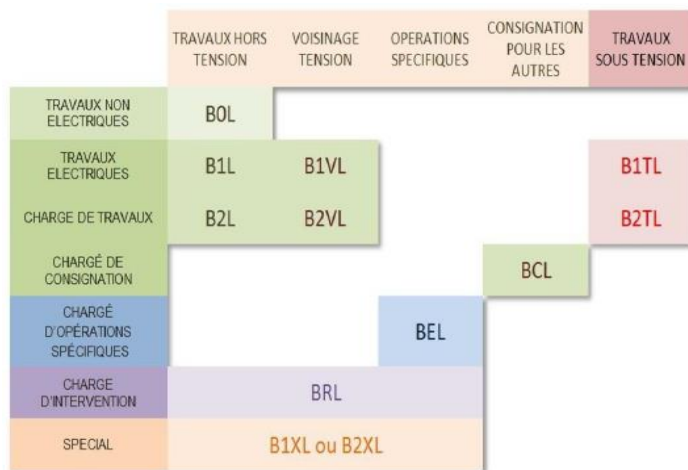 TRAVAUX HORS TENSION
VOISINAGE TENSION
OPERATIONS SPECIFIQUES
CONSIGNATION POUR LES AUTRES
TRAVAUX SOUS TENSION
TRAVAUX NON ELECTRIQUES
B0L
TRAVAUX ELECTRIQUES
B1L
B1VL
B1TL
CHARGE DE TRAVAUX
B2L
B2VL
B2TL
CHARGÉ DE CONSIGNATION
BCL
CHARGÉ D'OPÉRATIONS SPÉCIFIQUES
BEL
CHARGE D'INTERVENTION
BRL
SPECIAL
B1XL ou B2XL